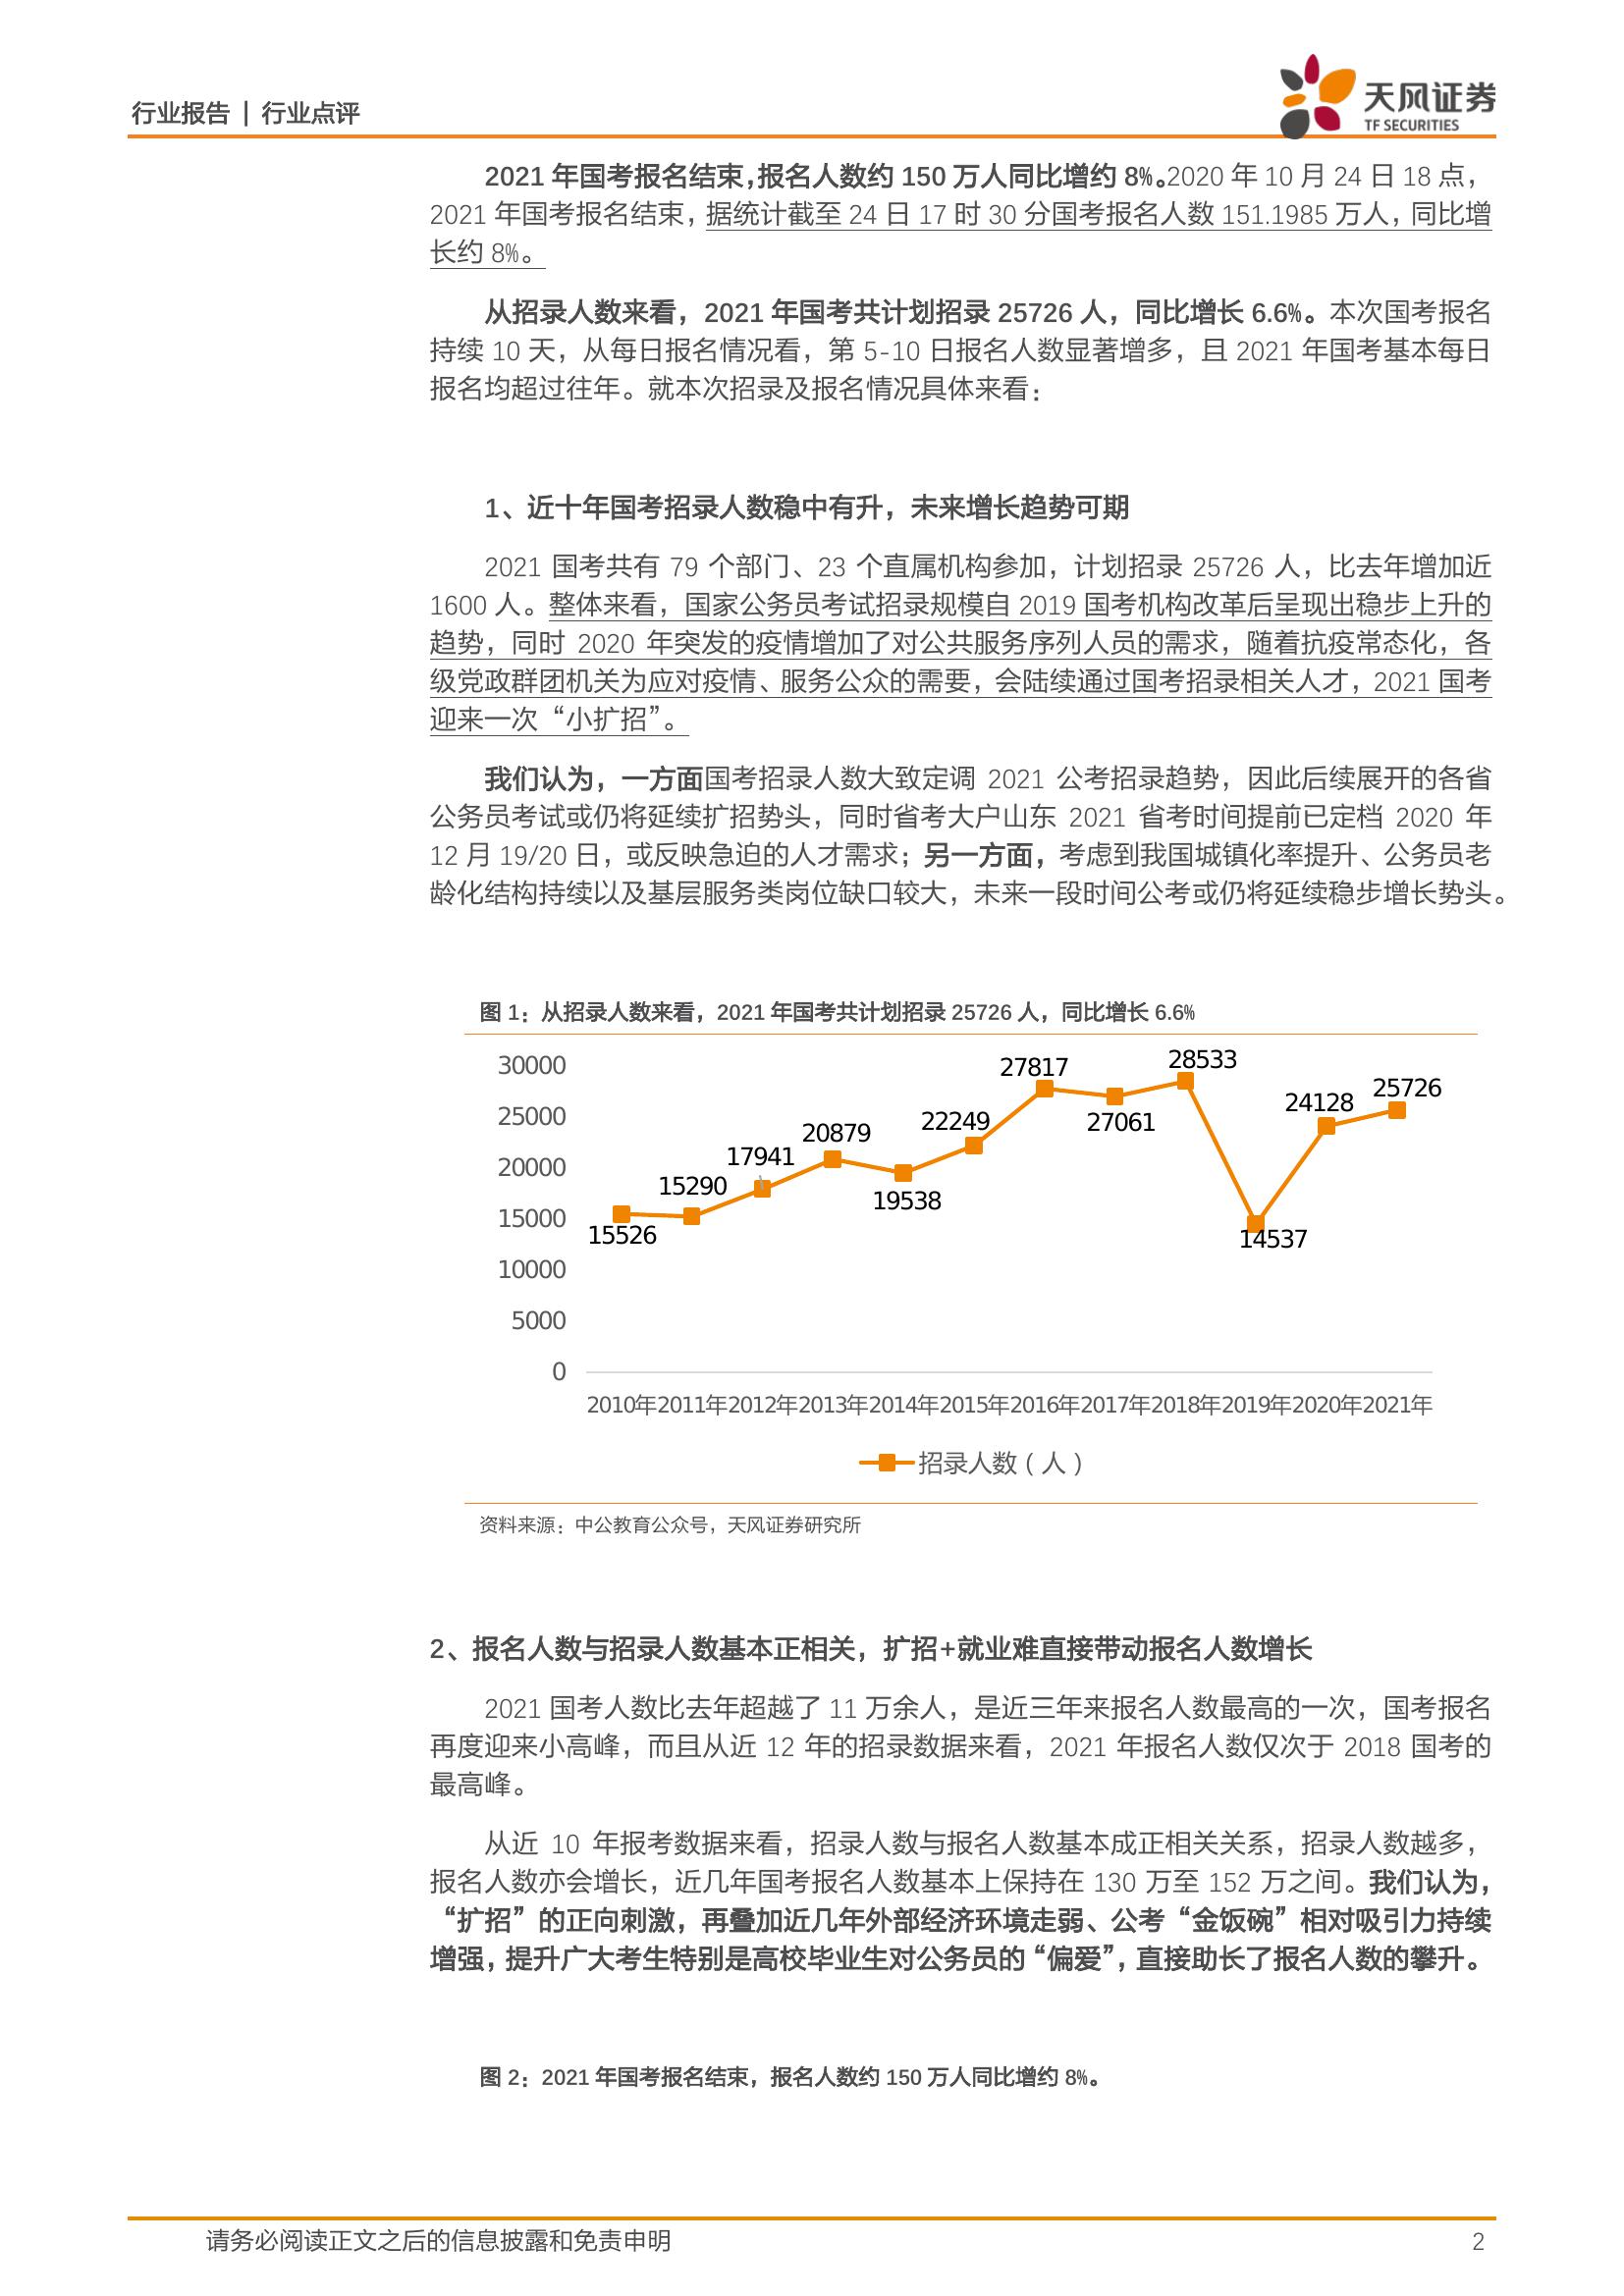 行业报告 | 行业点评
天风证券
TF SECURITIES
2021 年国考报名结束，报名人数约 150 万人同比增约 8%。2020 年 10 月 24 日 18 点，
2021 年国考报名结束，据统计截至 24 日 17 时 30 分国考报名人数 151.1985 万人，同比增
长约 8%。
从招录人数来看，2021 年国考共计划招录 25726 人，同比增长 6.6%。本次国考报名
持续 10 天，从每日报名情况看，第 5-10 日报名人数显著增多，且 2021 年国考基本每日
报名均超过往年。就本次招录及报名情况具体来看：
1、近十年国考招录人数稳中有升，未来增长趋势可期
2021 国考共有 79 个部门、23 个直属机构参加，计划招录 25726 人，比去年增加近
1600 人。整体来看，国家公务员考试招录规模自 2019 国考机构改革后呈现出稳步上升的
趋势，同时 2020 年突发的疫情增加了对公共服务序列人员的需求，随着抗疫常态化，各
级党政群团机关为应对疫情、服务公众的需要，会陆续通过国考招录相关人才，2021 国考
迎来一次“小扩招”。
我们认为，一方面国考招录人数大致定调 2021 公考招录趋势，因此后续展开的各省
公务员考试或仍将延续扩招势头，同时省考大户山东 2021 省考时间提前已定档 2020 年
12 月 19/20 日，或反映急迫的人才需求；另一方面，考虑到我国城镇化率提升、公务员老
龄化结构持续以及基层服务类岗位缺口较大，未来一段时间公考或仍将延续稳步增长势头。
图 1：从招录人数来看，2021 年国考共计划招录 25726 人，同比增长 6.6%
30000
25000
20000
15000
10000
5000
0
15526
15290
17941
20879
19538
22249
27817
27061
28533
14537
24128
25726
2010年2011年2012年2013年2014年2015年2016年2017年2018年2019年2020年2021年
招录人数（人）
资料来源：中公教育公众号，天风证券研究所
2、报名人数与招录人数基本正相关，扩招+就业难直接带动报名人数增长
2021 国考人数比去年超越了 11 万余人，是近三年来报名人数最高的一次，国考报名
再度迎来小高峰，而且从近 12 年的招录数据来看，2021 年报名人数仅次于 2018 国考的
最高峰。
从近 10 年报考数据来看，招录人数与报名人数基本成正相关关系，招录人数越多，
报名人数亦会增长，近几年国考报名人数基本上保持在 130 万至 152 万之间。我们认为，
“扩招”的正向刺激，再叠加近几年外部经济环境走弱、公考“金饭碗”相对吸引力持续
增强，提升广大考生特别是高校毕业生对公务员的“偏爱”，直接助长了报名人数的攀升。
图 2：2021 年国考报名结束，报名人数约 150 万人同比增约 8%。
请务必阅读正文之后的信息披露和免责申明
2